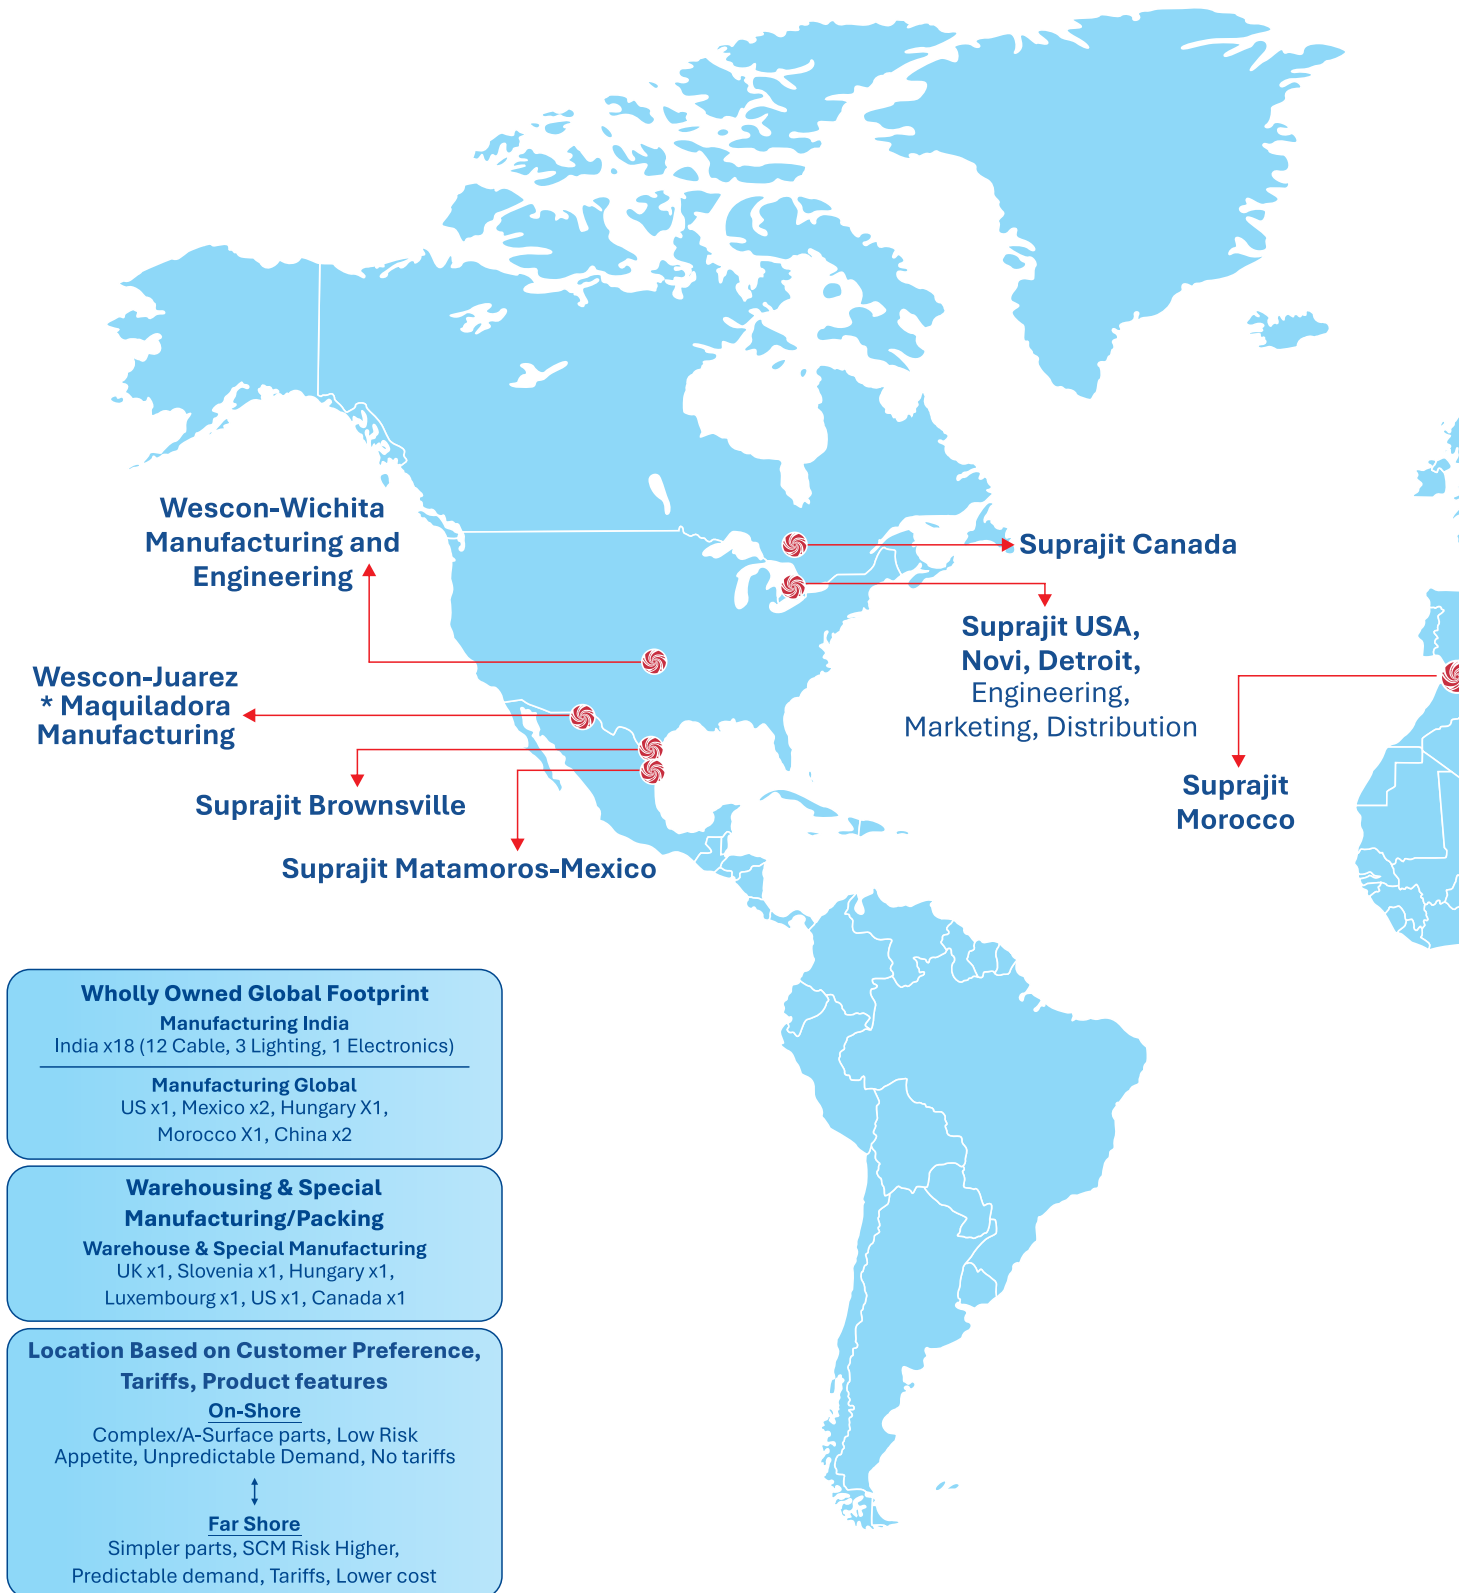 Wescon-Wichita
Manufacturing and
Engineering
Suprajit Canada
Suprajit USA,
Novi, Detroit,
Engineering,
Marketing, Distribution
Wescon-Juarez
* Maquiladora
Manufacturing
Suprajit Brownsville
Suprajit Matamoros-Mexico
Suprajit
Morocco
Wholly Owned Global Footprint
Manufacturing India
India x18 (12 Cable, 3 Lighting, 1 Electronics)
Manufacturing Global
US x1, Mexico x2, Hungary X1,
Morocco X1, China x2
Warehousing & Special
Manufacturing/Packing
Warehouse & Special Manufacturing
UK x1, Slovenia x1, Hungary x1,
Luxembourg x1, US x1, Canada x1
Location Based on Customer Preference,
Tariffs, Product features
On-Shore
Complex/A-Surface parts, Low Risk
Appetite, Unpredictable Demand, No tariffs
Far Shore
Simpler parts, SCM Risk Higher,
Predictable demand, Tariffs, Lower cost